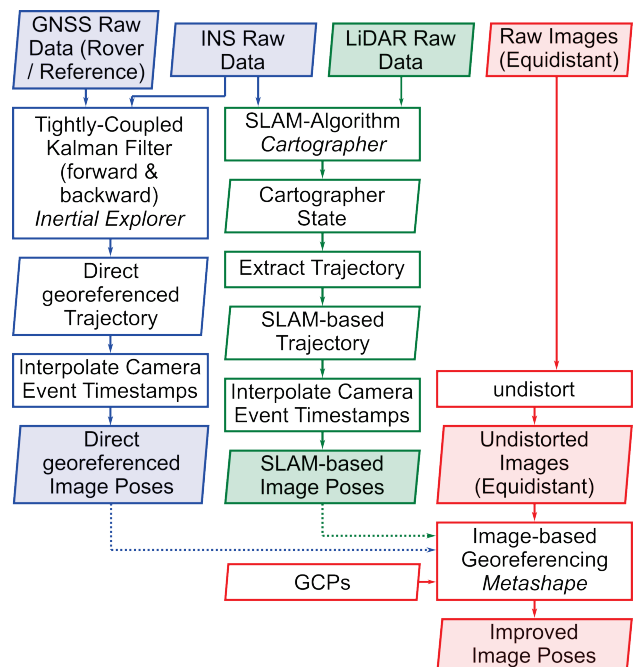 GNSS Raw
Data (Rover
/ Reference)
INS Raw
Data
LiDAR Raw
Data
Raw Images
(Equidistant)
Tightly-Coupled
Kalman Filter
(forward &
backward)
Inertial Explorer
SLAM-Algorithm
Cartographer
Cartographer
State
Extract Trajectory
Direct
georeferenced
Trajectory
SLAM-based
Trajectory
Interpolate Camera
Event Timestamps
Interpolate Camera
Event Timestamps
undistort
Direct
georeferenced
Image Poses
SLAM-based
Image Poses
Undistorted
Images
(Equidistant)
Image-based
Georeferencing
Metashape
GCPs
Improved
Image Poses